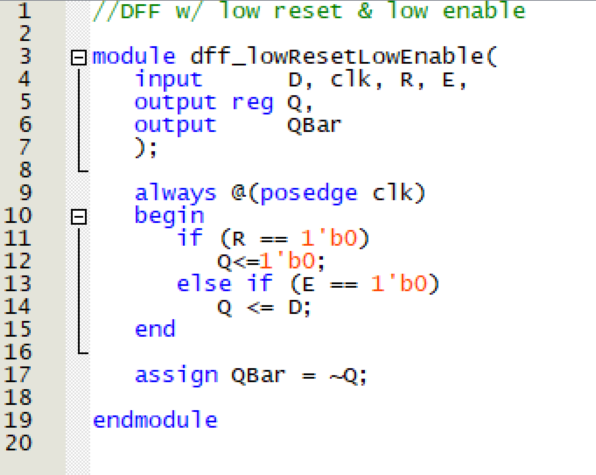 1 //DFF w/ low reset & low enable
2
3 module dff_lowResetLowEnable(
4 input D, clk, R, E,
5 output reg Q,
6 output QBar
7 );
8
9 always @(posedge clk)
10 begin
11 if (R == 1'b0)
12 Q<=1'b0;
13 else if (E == 1'b0)
14 Q <= D;
15 end
16
17 assign QBar = ~Q;
18
19 endmodule
20